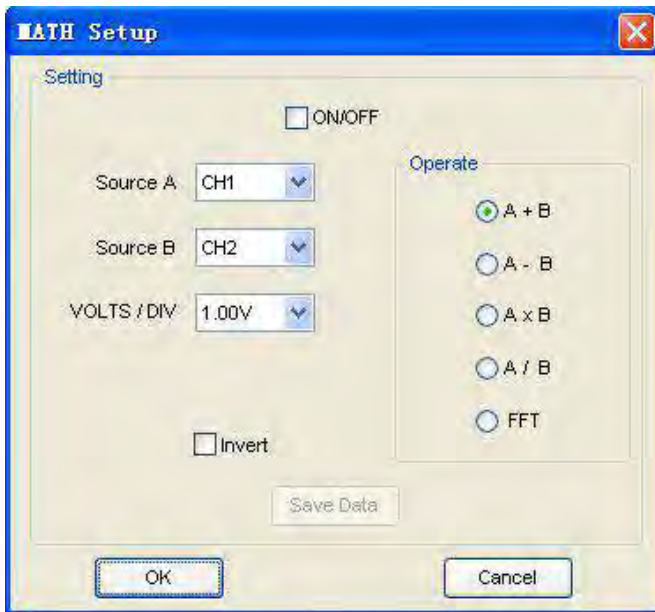 MATH Setup
Setting
ON/OFF
Source A CH1
Source B CH2
VOLTS / DIV 1.00V
Invert
Operate
A + B
A - B
A x B
A / B
FFT
Save Data
OK Cancel